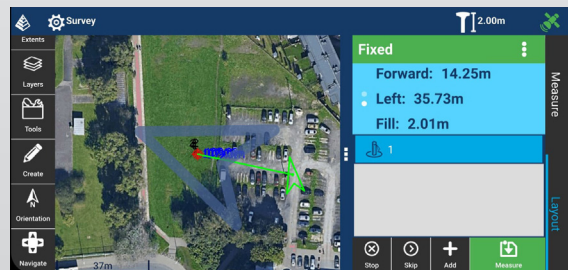 Survey
2.00m
Extents
Layers
Tools
Create
N
Orientation
Navigate
37m
Fixed
Forward: 14.25m
Left: 35.73m
Fill: 2.01m
1
Stop
Skip
Add
Measure
Measure
Layout